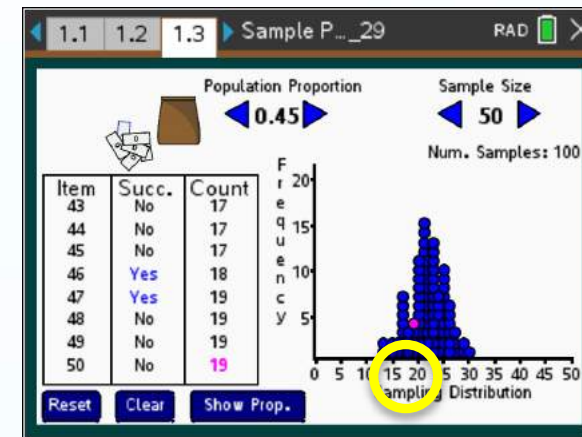 1.1 1.2 1.3 Sample P..._29 RAD
Population Proportion
0.45
Sample Size
50
Num. Samples: 100
Item Succ. Count
43 No 17
44 No 17
45 No 17
46 Yes 18
47 Yes 19
48 No 19
49 No 19
50 No 19
Reset Clear Show Prop.
Frequency
20
10
5
0 5 10 15 20 25 30 35 40 45 50
ampling Distribution